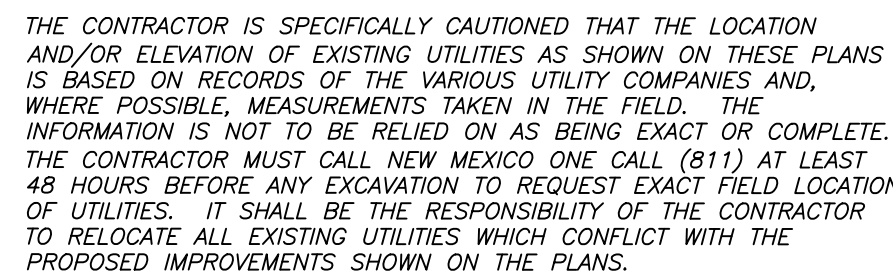 THE CONTRACTOR IS SPECIFICALLY CAUTIONED THAT THE LOCATION
AND/OR ELEVATION OF EXISTING UTILITIES AS SHOWN ON THESE PLANS
IS BASED ON RECORDS OF THE VARIOUS UTILITY COMPANIES AND,
WHERE POSSIBLE, MEASUREMENTS TAKEN IN THE FIELD. THE
INFORMATION IS NOT TO BE RELIED ON AS BEING EXACT OR COMPLETE.
THE CONTRACTOR MUST CALL NEW MEXICO ONE CALL (811) AT LEAST
48 HOURS BEFORE ANY EXCAVATION TO REQUEST EXACT FIELD LOCATION
OF UTILITIES. IT SHALL BE THE RESPONSIBILITY OF THE CONTRACTOR
TO RELOCATE ALL EXISTING UTILITIES WHICH CONFLICT WITH THE
PROPOSED IMPROVEMENTS SHOWN ON THE PLANS.